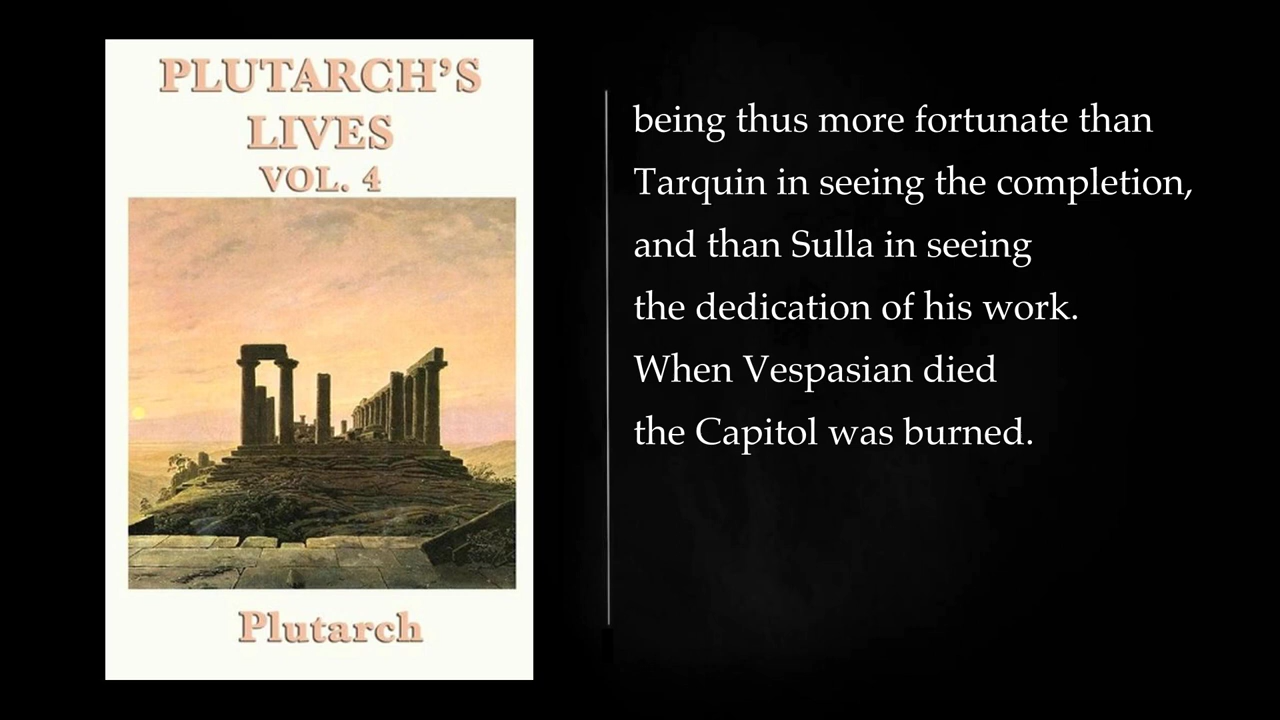 PLUTARCH'S
LIVES
VOL. 4
Plutarch
being thus more fortunate than
Tarquin in seeing the completion,
and than Sulla in seeing
the dedication of his work.
When Vespasian died
the Capitol was burned.